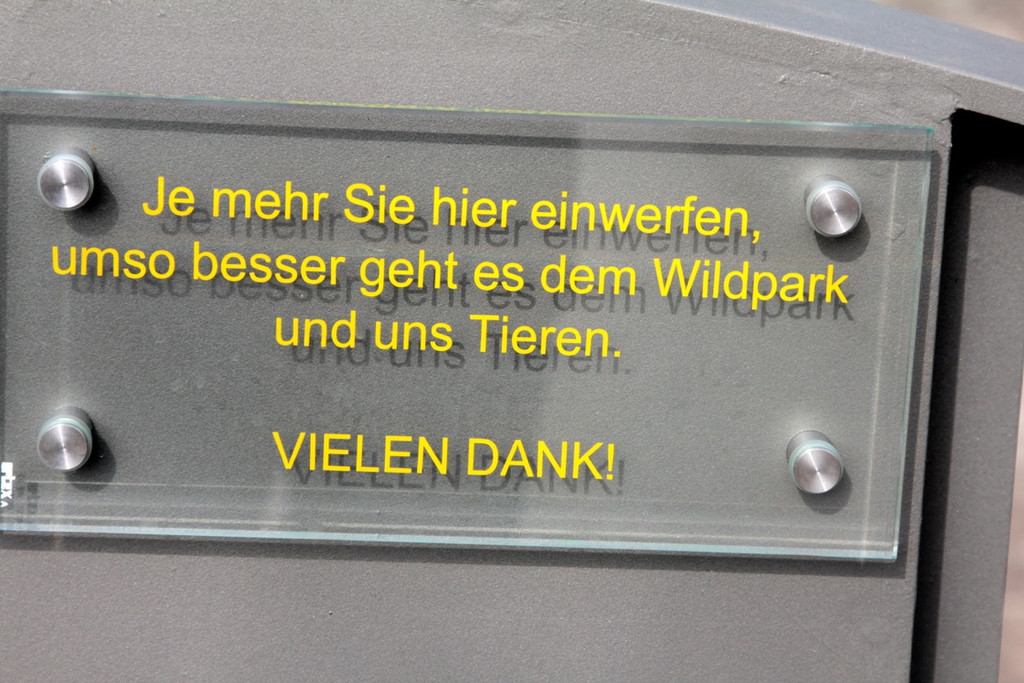 Je mehr Sie hier einwerfen,
umso besser geht es dem Wildpark
und uns Tieren.
VIELEN DANK!